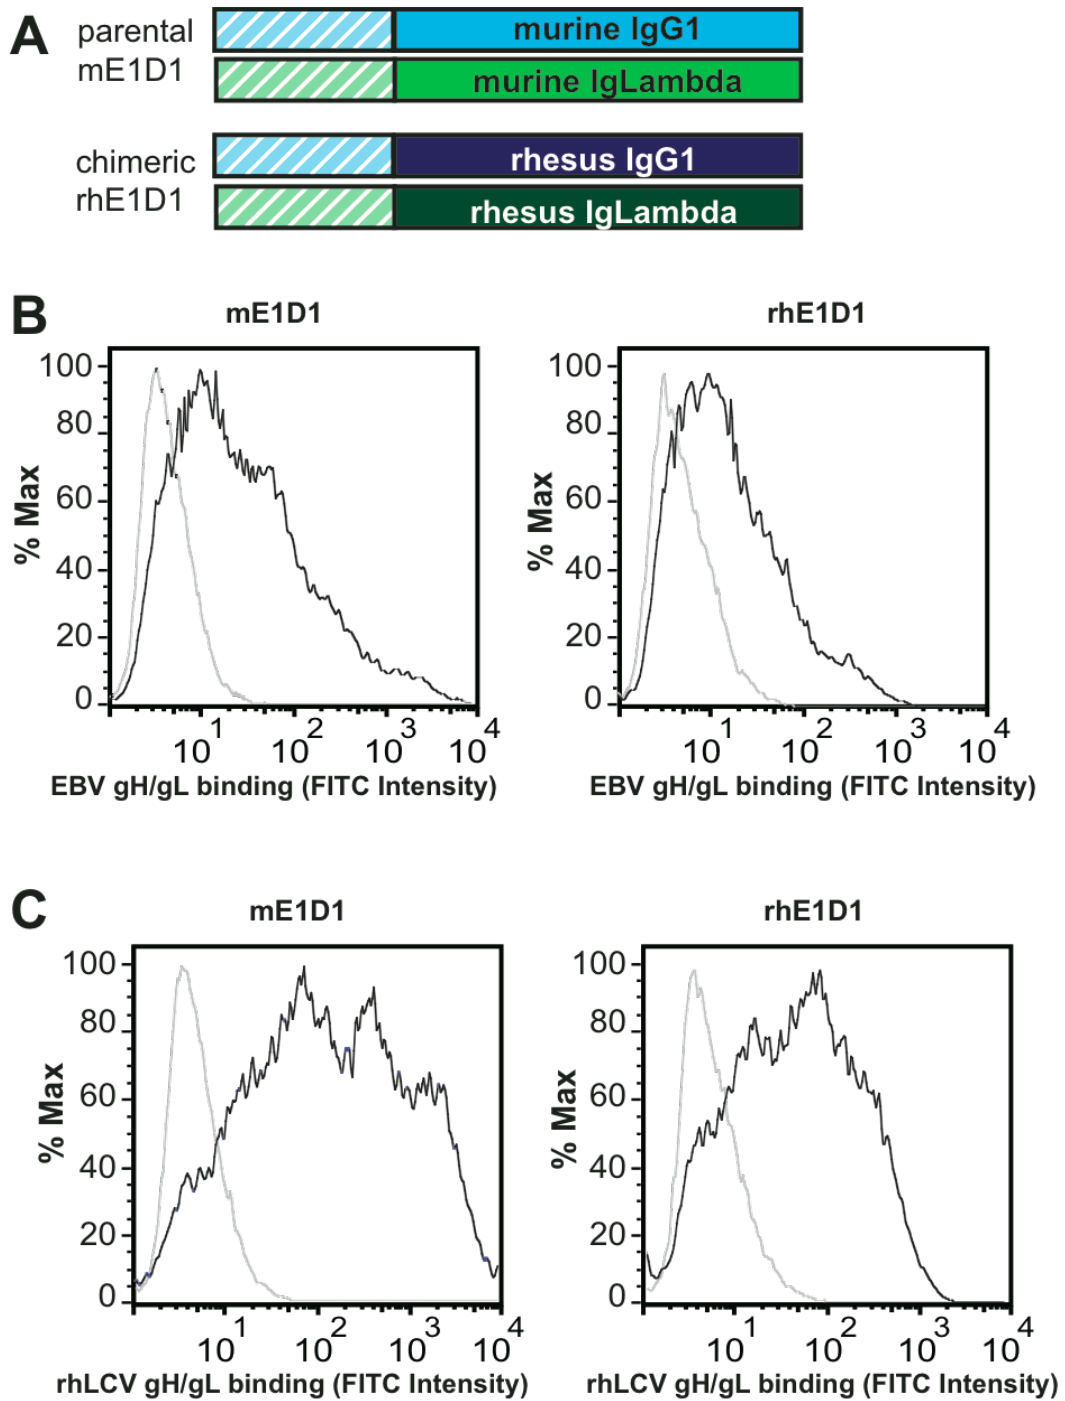 A
parental
mE1D1
murine IgG1
murine IgLambda
chimeric
rhE1D1
rhesus IgG1
rhesus IgLambda
B
mE1D1
rhE1D1
% Max
100
80
60
40
20
0
10^1 10^2 10^3 10^4
EBV gH/gL binding (FITC Intensity)
% Max
100
80
60
40
20
0
10^1 10^2 10^3 10^4
EBV gH/gL binding (FITC Intensity)
C
mE1D1
rhE1D1
% Max
100
80
60
40
20
0
10^1 10^2 10^3 10^4
rhLCV gH/gL binding (FITC Intensity)
% Max
100
80
60
40
20
0
10^1 10^2 10^3 10^4
rhLCV gH/gL binding (FITC Intensity)